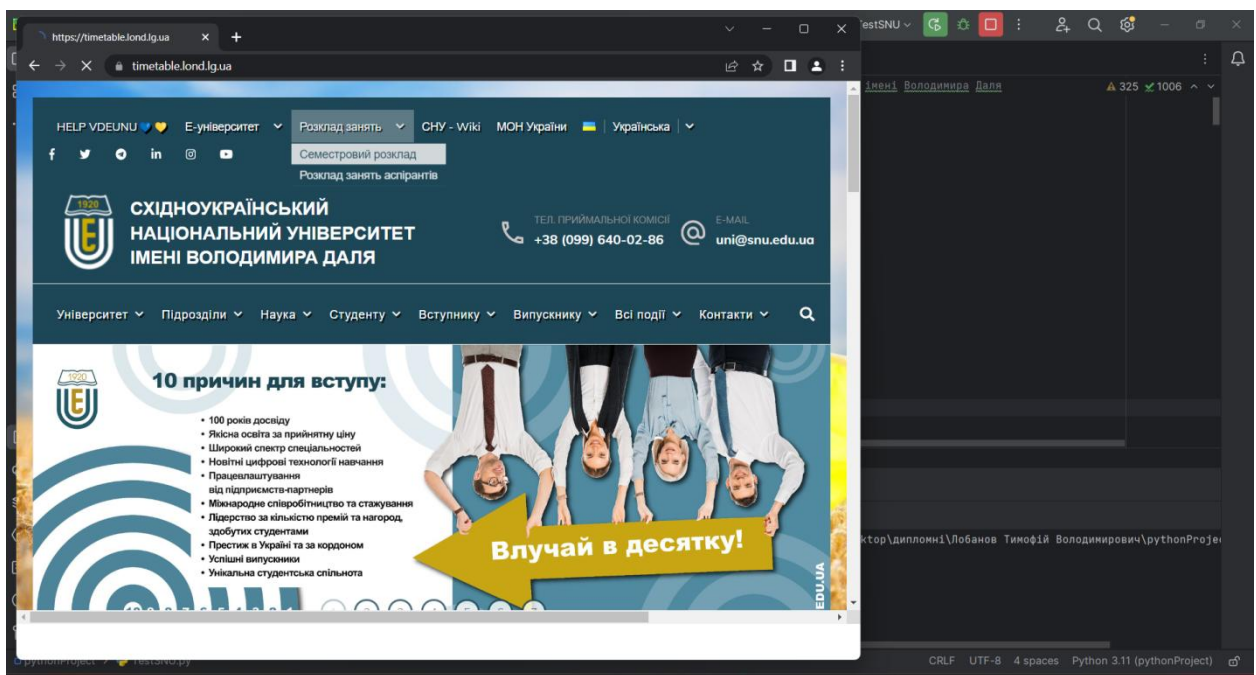 https://timetable.lond.lg.ua
timetable.lond.lg.ua
HELP VDEUNU Е-університет Розклад занять СНУ - Wiki МОН України Українська
Семестровий розклад
Розклад занять аспірантів
1920
СХІДНОУКРАЇНСЬКИЙ
НАЦІОНАЛЬНИЙ УНІВЕРСИТЕТ
ІМЕНІ ВОЛОДИМИРА ДАЛЯ
ТЕЛ. ПРИЙМАЛЬНОЇ КОМІСІЇ
+38 (099) 640-02-86
E-MAIL
uni@snu.edu.ua
Університет Підрозділи Наука Студенту Вступнику Випускнику Всі події Контакти
1920
10 причин для вступу:
• 100 років досвіду
• Якісна освіта за прийнятну ціну
• Широкий спектр спеціальностей
• Новітні цифрові технології навчання
• Працевлаштування
від підприємств-партнерів
• Міжнародне співробітництво та стажування
• Лідерство за кількістю премій та нагород,
здобутих студентами
• Престиж в Україні та за кордоном
• Успішні випускники
• Унікальна студентська спільнота
Влучай в десятку!
EDU.UA
estSNU
імені Володимира Даля
325 1006
ktop\дипломні\Лобанов Тимофій Володимирович\pythonProje
pythonProject > TestSNU.py
CRLF UTF-8 4 spaces Python 3.11 (pythonProject)